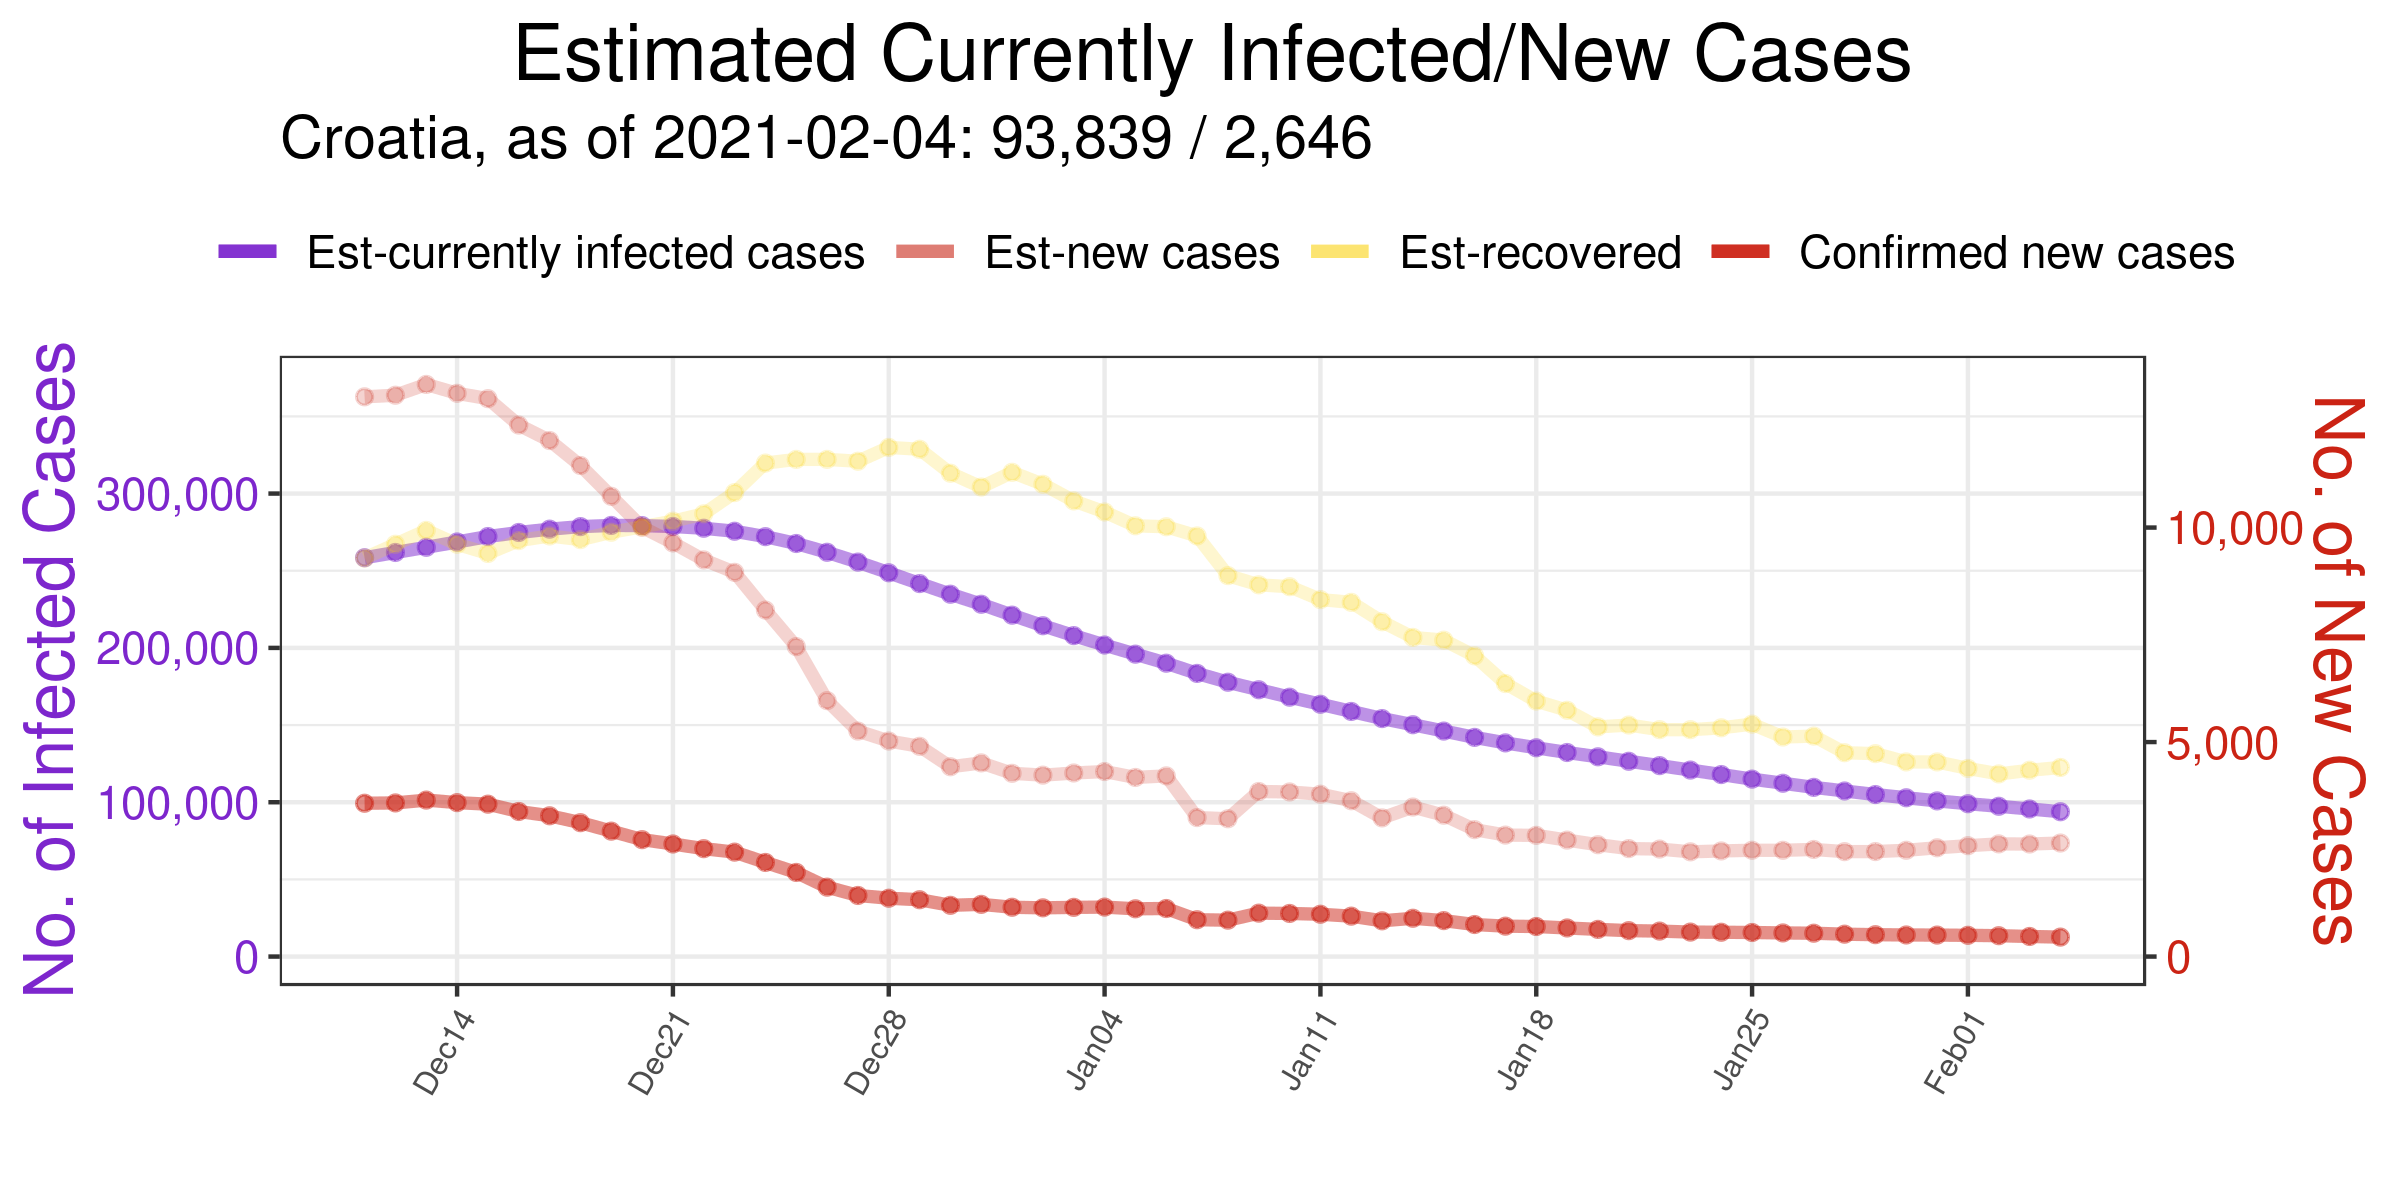 Estimated Currently Infected/New Cases
Croatia, as of 2021-02-04: 93,839 / 2,646
Est-currently infected cases Est-new cases Est-recovered Confirmed new cases
No. of Infected Cases
300,000
200,000
100,000
0
10,000
5,000
0
No. of New Cases
Dec14 Dec21 Dec28 Jan04 Jan11 Jan18 Jan25 Feb01